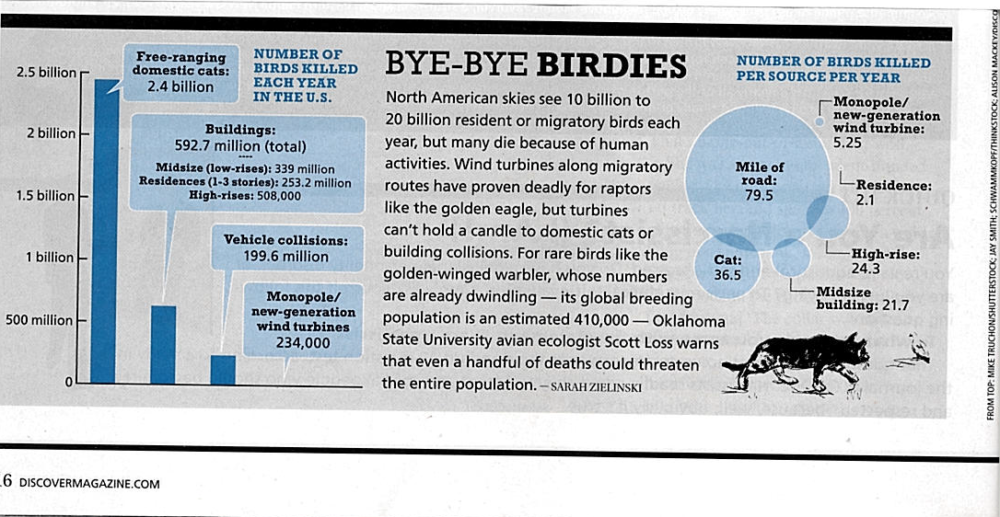 2.5 billion
2 billion
1.5 billion
1 billion
500 million
0
Free-ranging
domestic cats:
2.4 billion
NUMBER OF
BIRDS KILLED
EACH YEAR
IN THE U.S.
Buildings:
592.7 million (total)
----
Midsize (low-rises): 339 million
Residences (1-3 stories): 253.2 million
High-rises: 508,000
Vehicle collisions:
199.6 million
Monopole/
new-generation
wind turbines
234,000
BYE-BYE BIRDIES
North American skies see 10 billion to
20 billion resident or migratory birds each
year, but many die because of human
activities. Wind turbines along migratory
routes have proven deadly for raptors
like the golden eagle, but turbines
can't hold a candle to domestic cats or
building collisions. For rare birds like the
golden-winged warbler, whose numbers
are already dwindling — its global breeding
population is an estimated 410,000 — Oklahoma
State University avian ecologist Scott Loss warns
that even a handful of deaths could threaten
the entire population. – SARAH ZIELINSKI
NUMBER OF BIRDS KILLED
PER SOURCE PER YEAR
Monopole/
new-generation
wind turbine:
5.25
Mile of
road:
79.5
Residence:
2.1
High-rise:
24.3
Cat:
36.5
Midsize
building: 21.7
FROM TOP: MIKE TRUCHON/SHUTTERSTOCK; JAY SMITH; SCHWAMMKOPF/THINKSTOCK; ALISON MACKEY/DISCO
6 DISCOVERMAGAZINE.COM